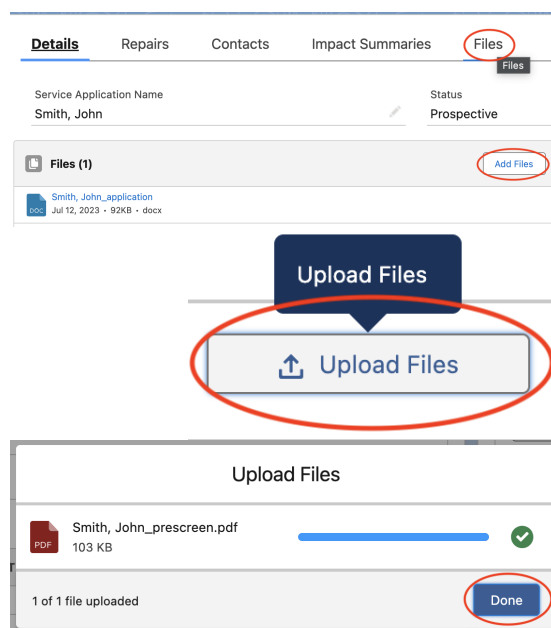 Details Repairs Contacts Impact Summaries Files
Files
Service Application Name Status
Smith, John Prospective
Files (1) Add Files
Smith, John_application
DOC Jul 12, 2023 • 92KB • docx
Upload Files
Upload Files
Upload Files
Smith, John_prescreen.pdf
PDF 103 KB
1 of 1 file uploaded Done